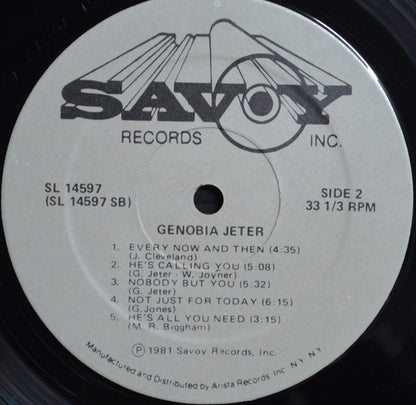 SAVOY
RECORDS INC.
SL 14597
(SL 14597 SB)
SIDE 2
33 1/3 RPM
GENOBIA JETER
1. EVERY NOW AND THEN (4:35)
(J. Cleveland)
2. HE'S CALLING YOU (5:08)
(G. Jeter - W. Joyner)
3. NOBODY BUT YOU (5:32)
(G. Jeter)
4. NOT JUST FOR TODAY (6:15)
(G. Jones)
5. HE'S ALL YOU NEED (3:15)
(M. R. Biggham)
Ⓟ 1981 Savoy Records, Inc.
Manufactured and Distributed by Arista Records Inc. N.Y. N.Y.